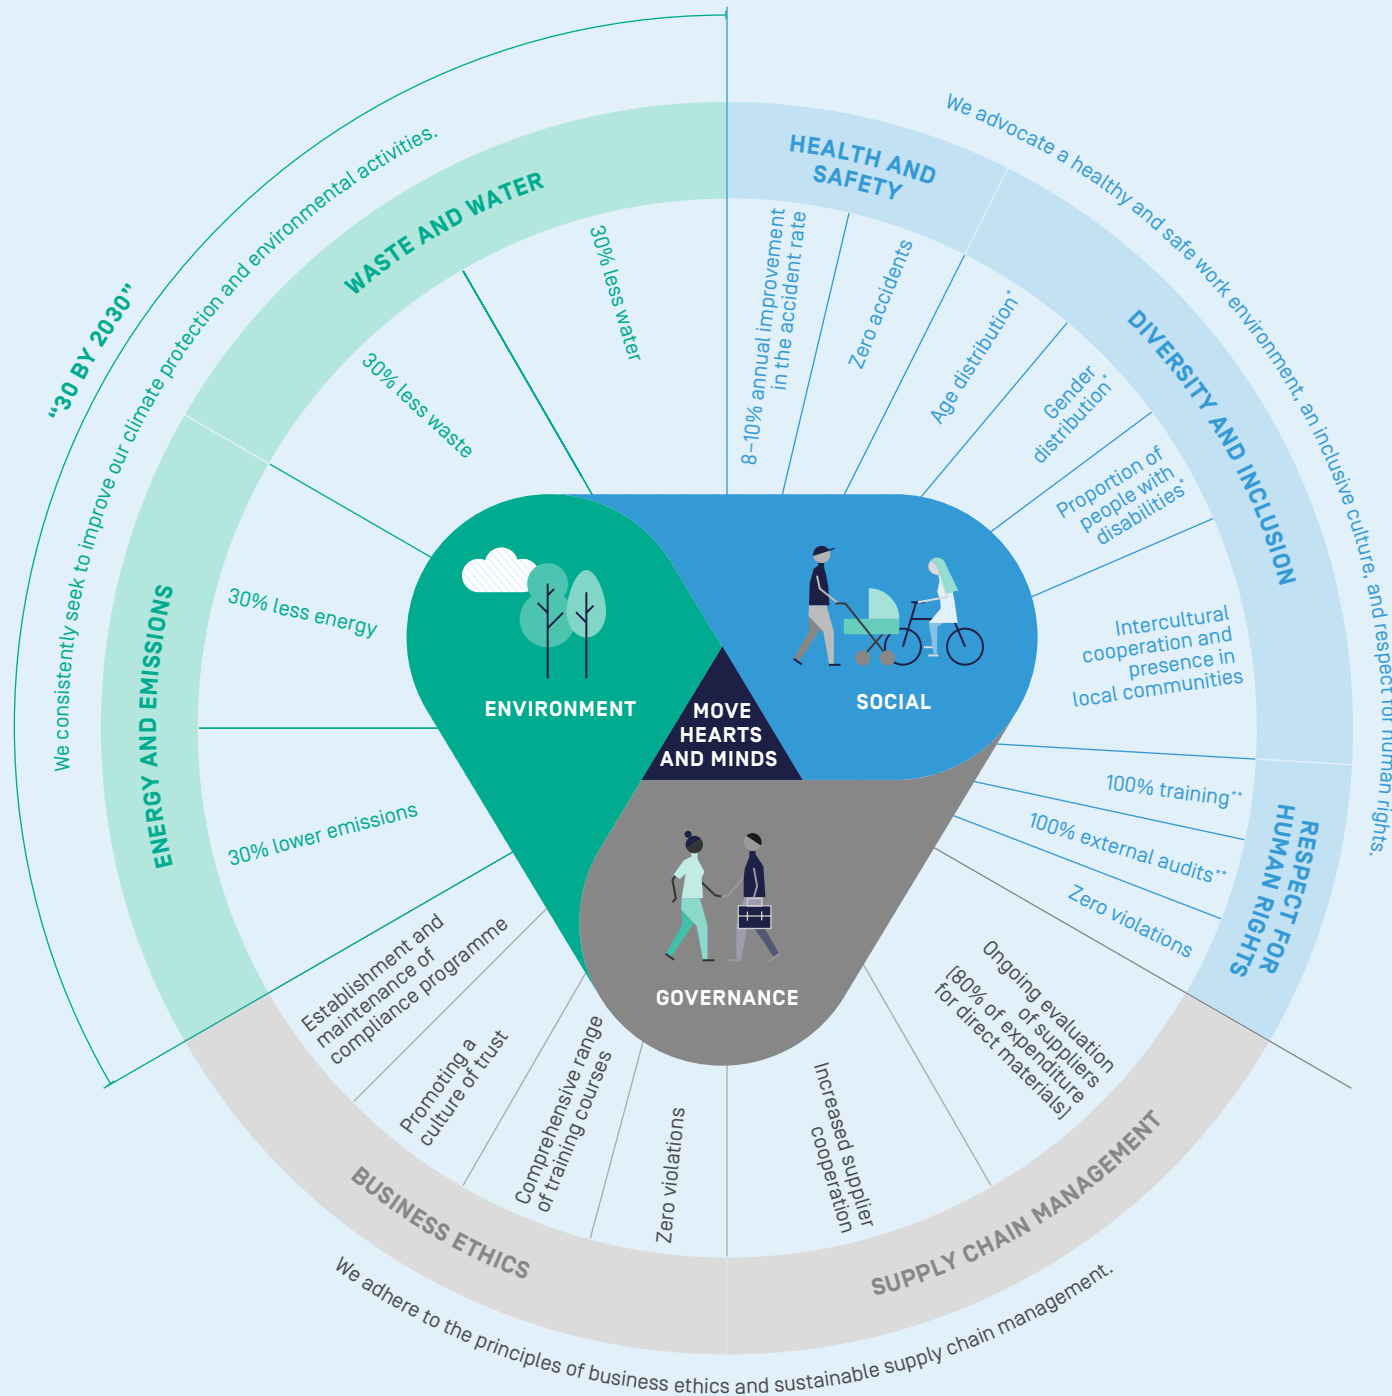 “30 BY 2030”
We consistently seek to improve our climate protection and environmental activities.
WASTE AND WATER
30% less water
30% less waste
ENERGY AND EMISSIONS
30% less energy
30% lower emissions
We advocate a healthy and safe work environment, an inclusive culture, and respect for human rights.
HEALTH AND
SAFETY
8–10% annual improvement
in the accident rate
Zero accidents
DIVERSITY AND INCLUSION
Age distribution*
Gender
distribution*
Proportion of
people with
disabilities*
Intercultural
cooperation and
presence in
local communities
RESPECT FOR
HUMAN RIGHTS
100% training**
100% external audits**
Zero violations
ENVIRONMENT
SOCIAL
MOVE
HEARTS
AND MINDS
GOVERNANCE
SUPPLY CHAIN MANAGEMENT
Ongoing evaluation
of suppliers
[80% of expenditure
for direct materials]
Increased supplier
cooperation
BUSINESS ETHICS
Zero violations
Comprehensive range
of training courses
Promoting a
culture of trust
Establishment and
maintenance of
compliance programme
We adhere to the principles of business ethics and sustainable supply chain management.